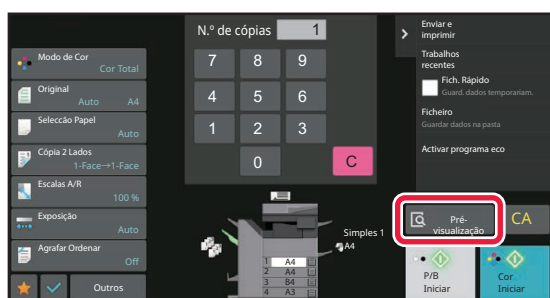 N.º de cópias 1
Modo de Cor
Cor Total
Original
Auto A4
Seleccão Papel
Auto
Cópia 2 Lados
1-Face→1-Face
Escalas A/R
100 %
Exposição
Auto
Agrafar Ordenar
Off
Outros
7 8 9
4 5 6
1 2 3
0 C
Simples 1
A4
1 A4
2 A4
3 B4
4 A3
Enviar e
imprimir
Trabalhos
recentes
Fich. Rápido
Guard. dados temporariam.
Ficheiro
Guardar dados na pasta
Activar programa eco
Pré-
visualização
CA
P/B
Iniciar
Cor
Iniciar